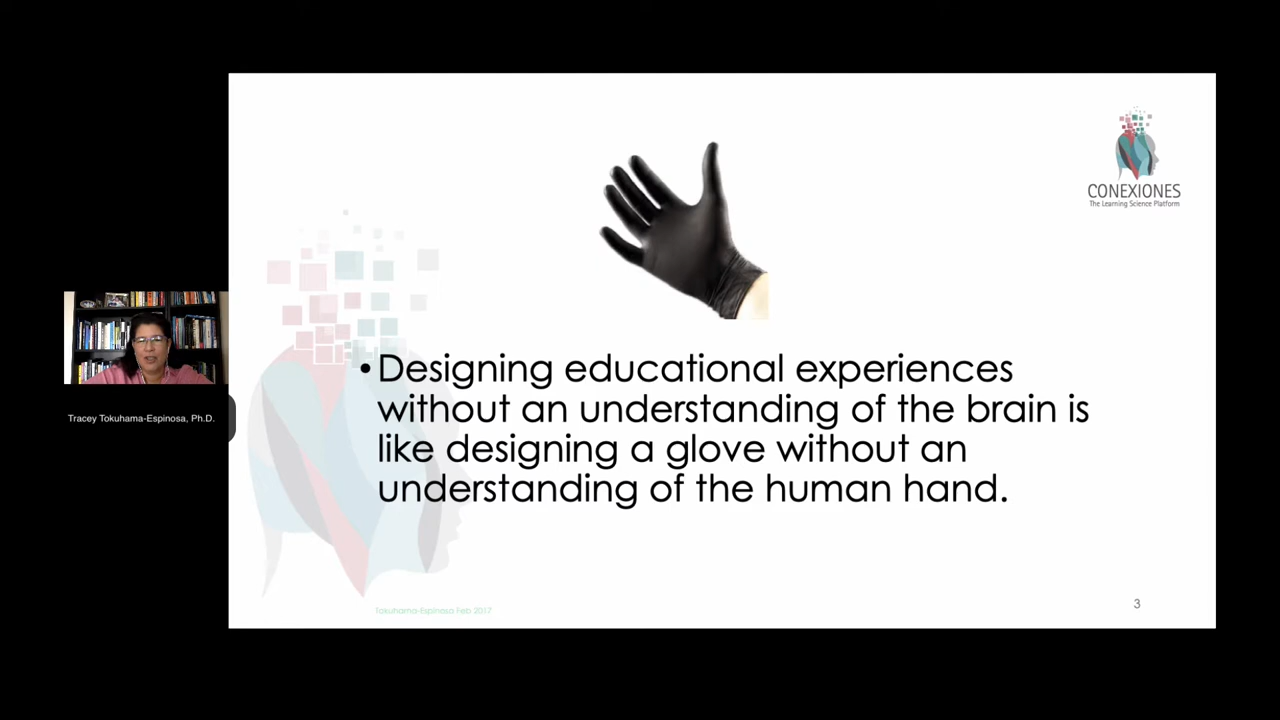 CONEXIONES
The Learning Science Platform
Tracey Tokuhama-Espinosa, Ph.D.
•Designing educational experiences
without an understanding of the brain is
like designing a glove without an
understanding of the human hand.
Tokuhama-Espinosa Feb 2017
3